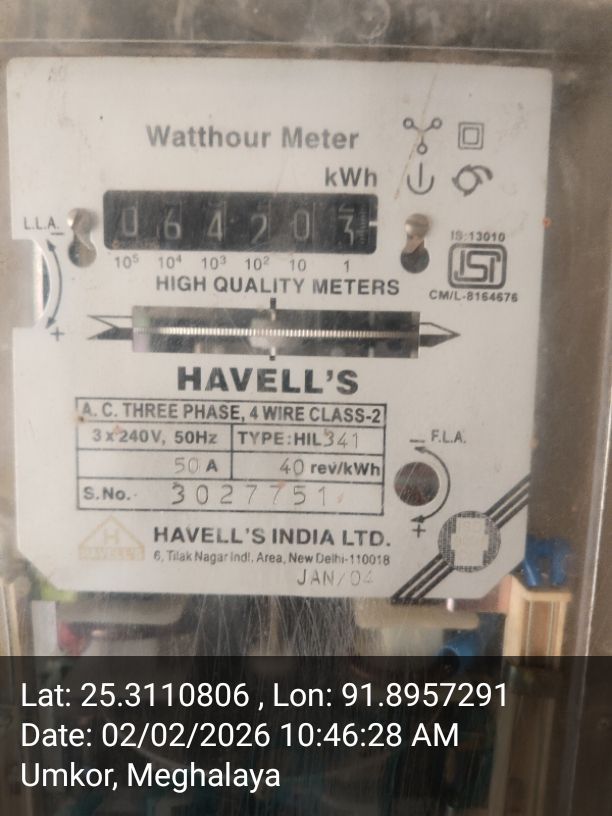 Watthour Meter
kWh
L.L.A.
0 6 4 2 0 3
10⁵ 10⁴ 10³ 10² 10 1
IS:13010
ISI
CM/L-8164676
HIGH QUALITY METERS
− +
HAVELL'S
A. C. THREE PHASE, 4 WIRE CLASS-2
3 x 240V, 50Hz TYPE:HIL341
50 A 40 rev/kWh
S.No. 3027751
− F.L.A.
+
HAVELL'S
HAVELL'S INDIA LTD.
6, Tilak Nagar Indl. Area, New Delhi-110018
JAN/04
Lat: 25.3110806 , Lon: 91.8957291
Date: 02/02/2026 10:46:28 AM
Umkor, Meghalaya